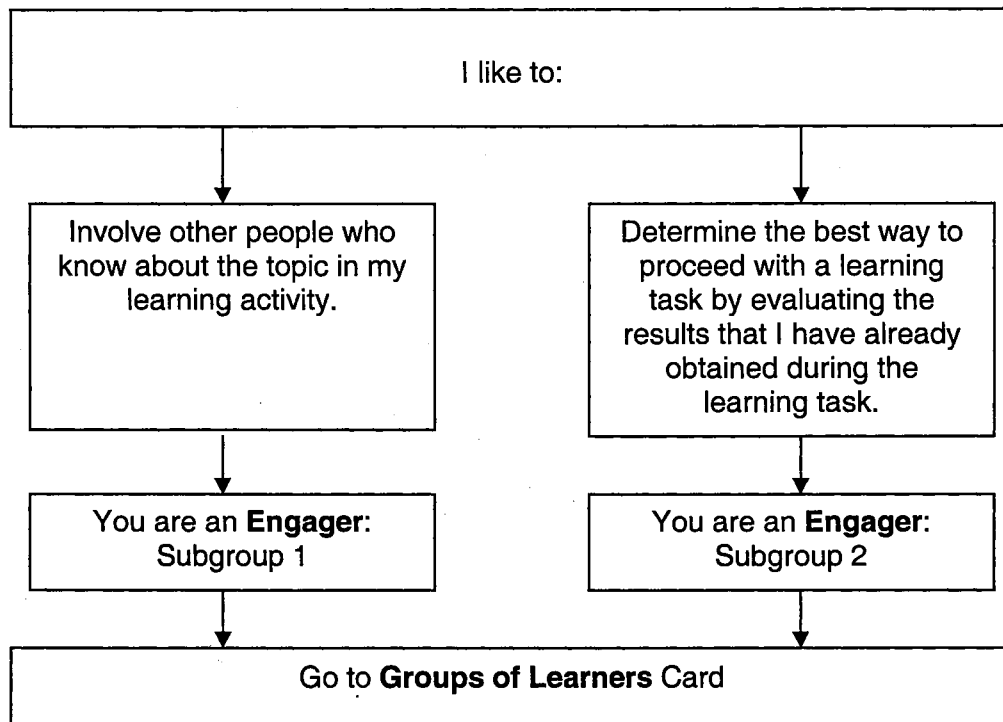 I like to:
Involve other people who
know about the topic in my
learning activity.
Determine the best way to
proceed with a learning
task by evaluating the
results that I have already
obtained during the
learning task.
You are an Engager:
Subgroup 1
You are an Engager:
Subgroup 2
Go to Groups of Learners Card